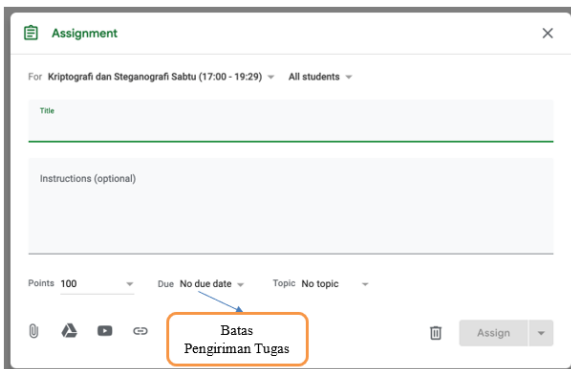 Assignment
For Kriptografi dan Steganografi Sabtu (17:00 - 19:29) All students
Title
Instructions (optional)
Points 100 Due No due date Topic No topic
Batas
Pengiriman Tugas
Assign